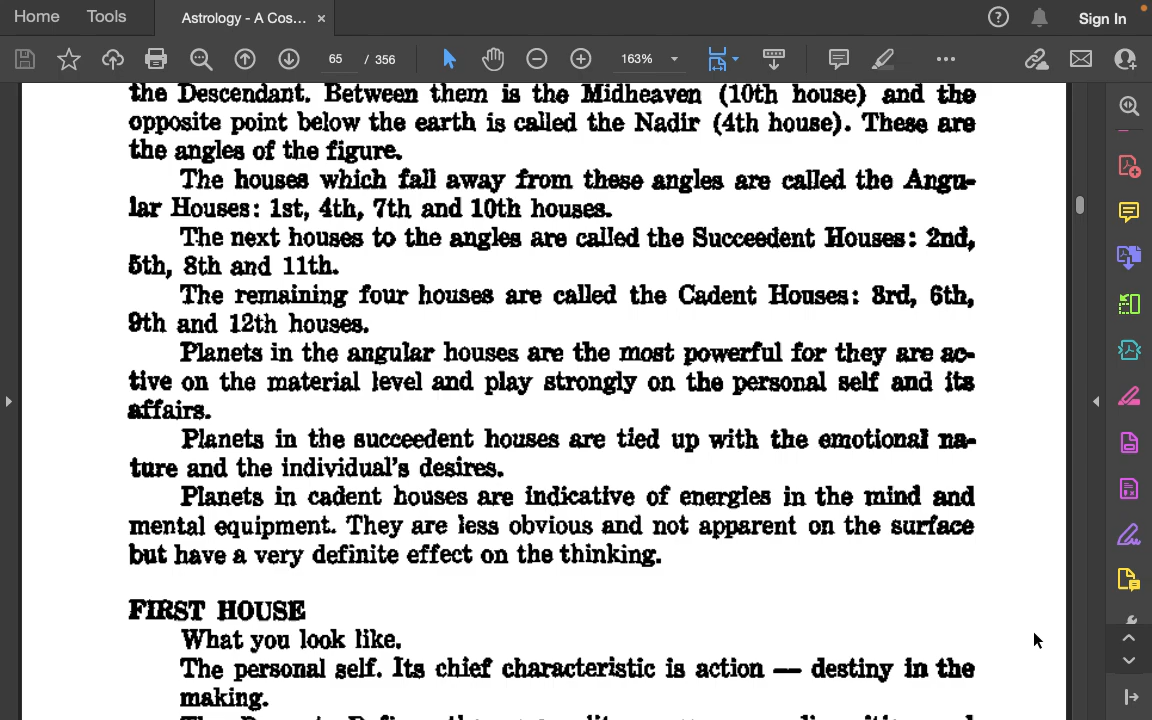 Home
Tools
Astrology - A Cos...
Sign In
65 / 356
163%
the Descendant. Between them is the Midheaven (10th house) and the
opposite point below the earth is called the Nadir (4th house). These are
the angles of the figure.
The houses which fall away from these angles are called the Angu-
lar Houses: 1st, 4th, 7th and 10th houses.
The next houses to the angles are called the Succeedent Houses: 2nd,
5th, 8th and 11th.
The remaining four houses are called the Cadent Houses: 3rd, 6th,
9th and 12th houses.
Planets in the angular houses are the most powerful for they are ac-
tive on the material level and play strongly on the personal self and its
affairs.
Planets in the succeedent houses are tied up with the emotional na-
ture and the individual's desires.
Planets in cadent houses are indicative of energies in the mind and
mental equipment. They are less obvious and not apparent on the surface
but have a very definite effect on the thinking.
FIRST HOUSE
What you look like.
The personal self. Its chief characteristic is action — destiny in the
making.